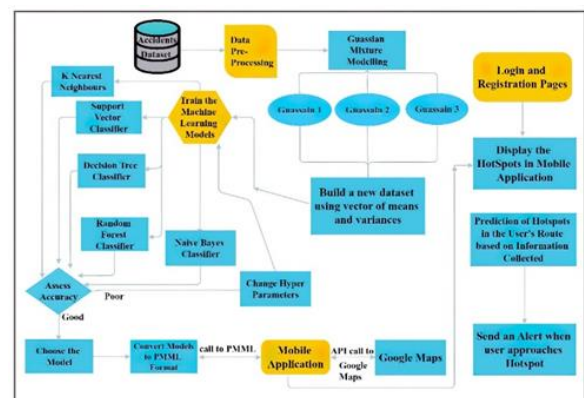 Accidents
Dataset
Data
Pre-
Processing
Guassian
Mixture
Modelling
K Nearest
Neighbours
Support
Vector
Classifier
Train the
Machine
Learning
Models
Guassain 1
Guassain 2
Guassain 3
Login and
Registration Pages
Display the
HotSpots in Mobile
Application
Decision Tree
Classifier
Build a new dataset
using vector of means
and variances
Random
Forest
Classifier
Naive Bayes
Classifier
Prediction of Hotspots
in the User's Route
based on Information
Collected
Assess
Accuracy
Poor
Change Hyper
Parameters
Good
Choose the
Model
Convert Models
to PMML
Format
call to PMML
Mobile
Application
API call to
Google
Maps
Google Maps
Send an Alert when
user approaches
Hotspot